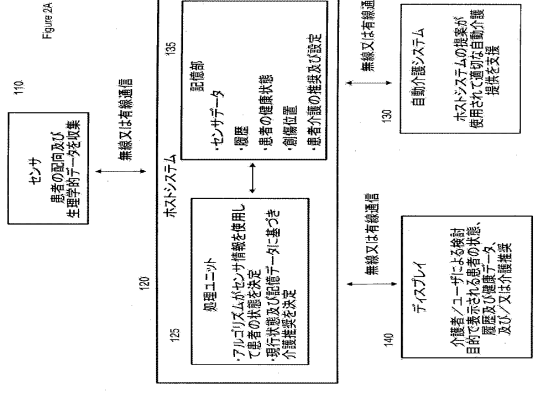 Figure 2A
110
センサ
患者の配向及び
生理学的データを収集
無線又は有線通信
120
ホストシステム
125
処理ユニット
・アルゴリズムがセンサ情報を使用し
て患者の状態を決定
・現行状態及び記憶データに基づき
介護推奨を決定
135
記憶部
・センサデータ
・履歴
・患者の健康状態
・創傷位置
・患者介護の推奨及び設定
無線又は有線通信
140
ディスプレイ
介護者/ユーザによる検討
目的で表示される患者の状態、
履歴及び健康データ、
及び/又は介護推奨
無線又は有線通信
130
自動介護システム
ホストシステムの提案が
使用されて適切な自動介護
提供を支援